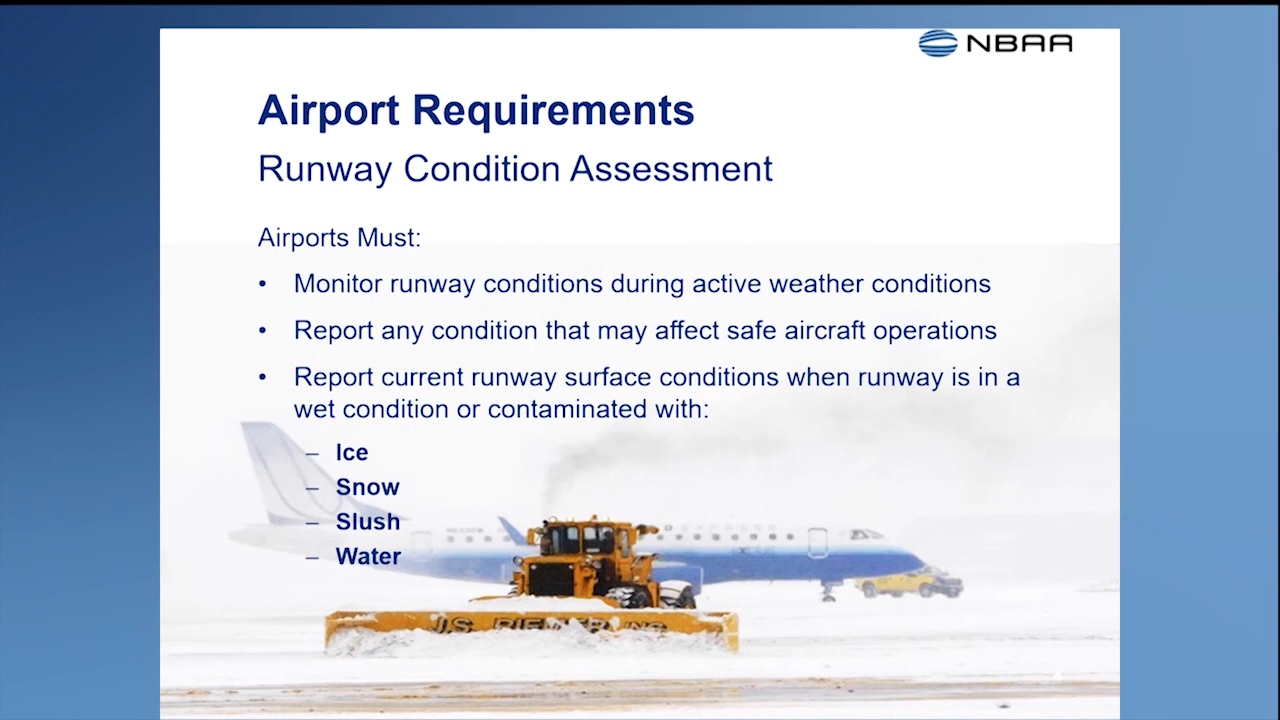 NBAA
Airport Requirements
Runway Condition Assessment
Airports Must:
• Monitor runway conditions during active weather conditions
• Report any condition that may affect safe aircraft operations
• Report current runway surface conditions when runway is in a
wet condition or contaminated with:
– Ice
– Snow
– Slush
– Water
J.S.